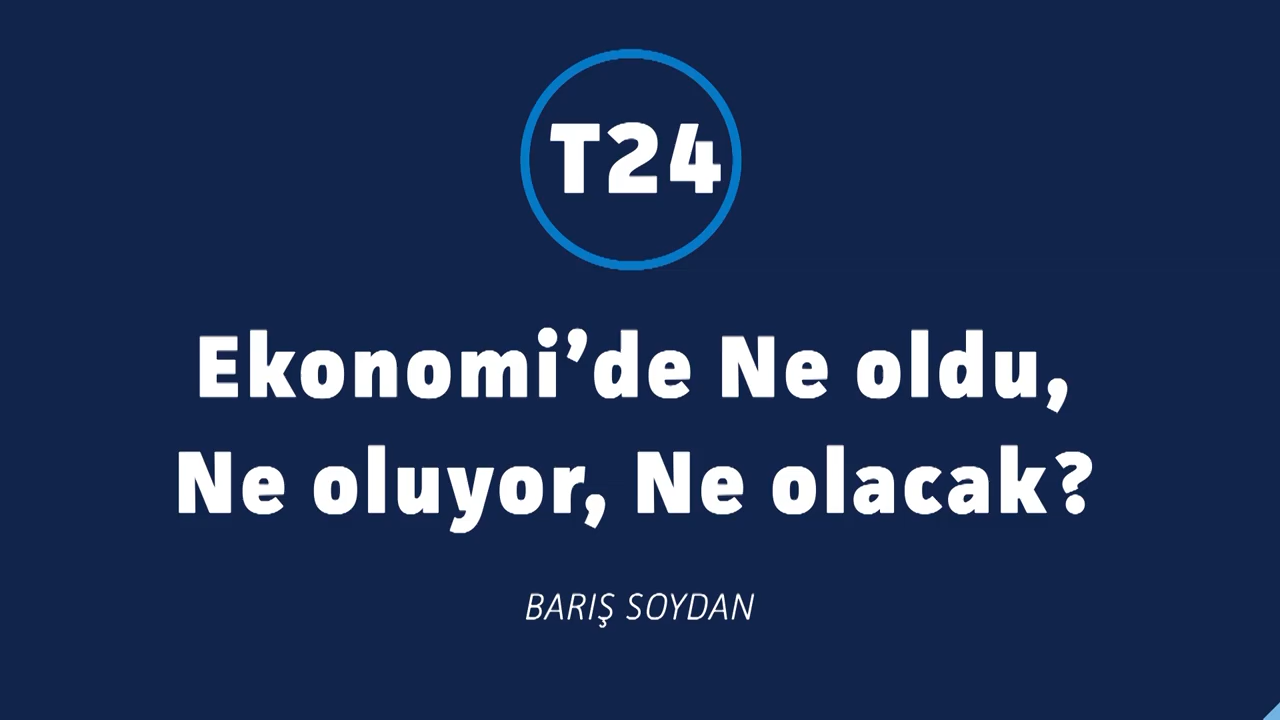 T24
Ekonomi’de Ne oldu,
Ne oluyor, Ne olacak?
BARIŞ SOYDAN